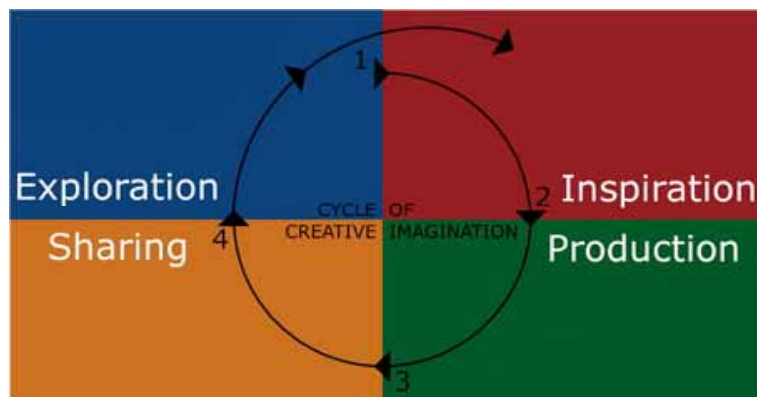 1
Exploration
2
Inspiration
CYCLE OF
CREATIVE IMAGINATION
Sharing
4
Production
3